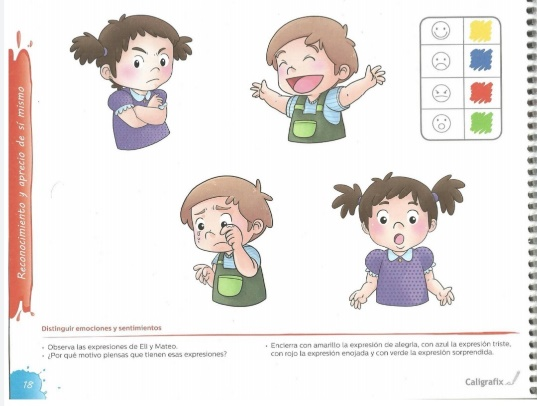 Reconocimiento y aprecio de sí mismo
Distinguir emociones y sentimientos
• Observa las expresiones de Eli y Mateo.
• ¿Por qué motivo piensas que tienen esas expresiones?
• Encierra con amarillo la expresión de alegría, con azul la expresión triste,
con rojo la expresión enojada y con verde la expresión sorprendida.
18
Caligrafix